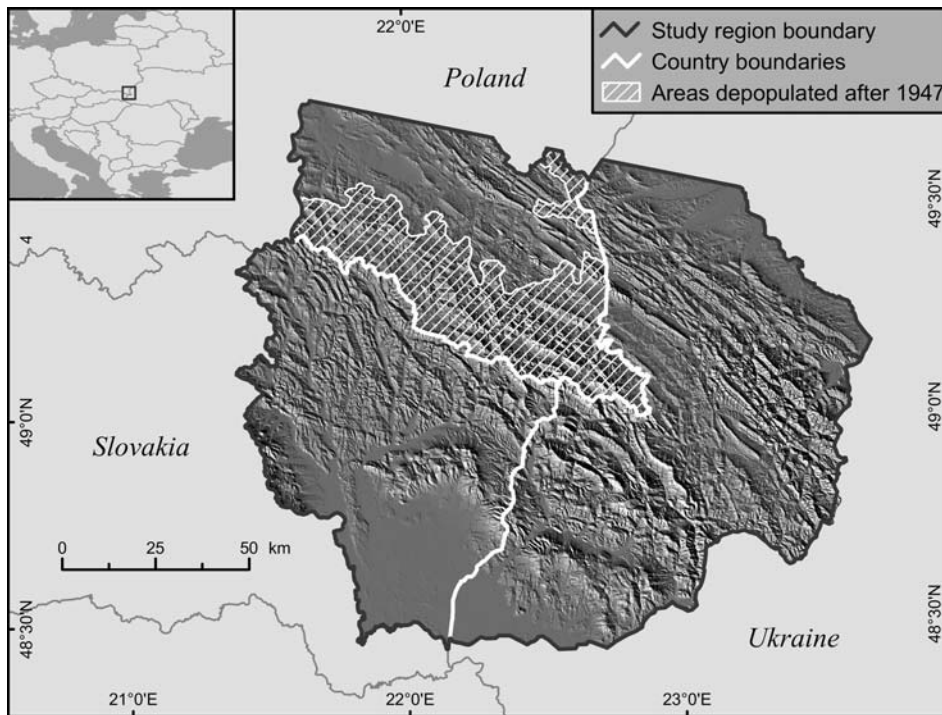 22°0'E
Study region boundary
Country boundaries
Areas depopulated after 1947
Poland
49°30'N
4
49°0'N
49°0'N
Slovakia
0 25 50 km
48°30'N
48°30'N
Ukraine
21°0'E 22°0'E 23°0'E